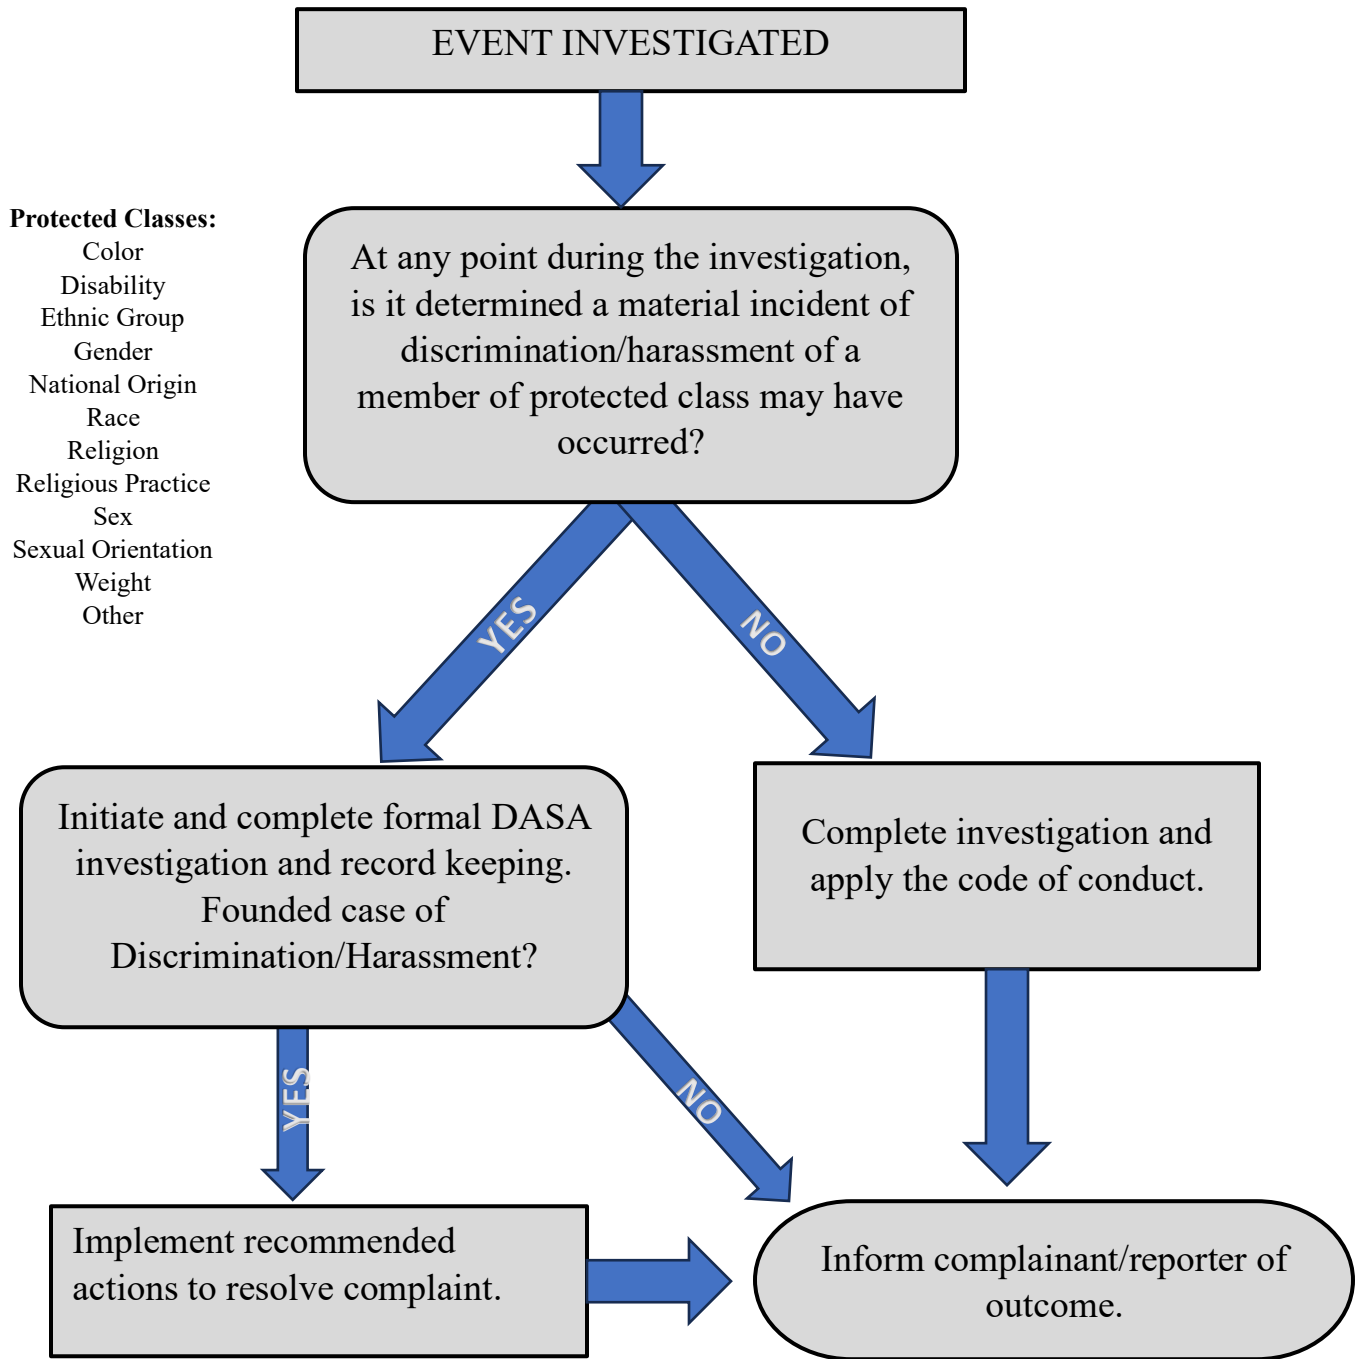 EVENT INVESTIGATED
Protected Classes:
Color
Disability
Ethnic Group
Gender
National Origin
Race
Religion
Religious Practice
Sex
Sexual Orientation
Weight
Other
At any point during the investigation,
is it determined a material incident of
discrimination/harassment of a
member of protected class may have
occurred?
YES
NO
Initiate and complete formal DASA
investigation and record keeping.
Founded case of
Discrimination/Harassment?
Complete investigation and
apply the code of conduct.
YES
NO
Implement recommended
actions to resolve complaint.
Inform complainant/reporter of
outcome.